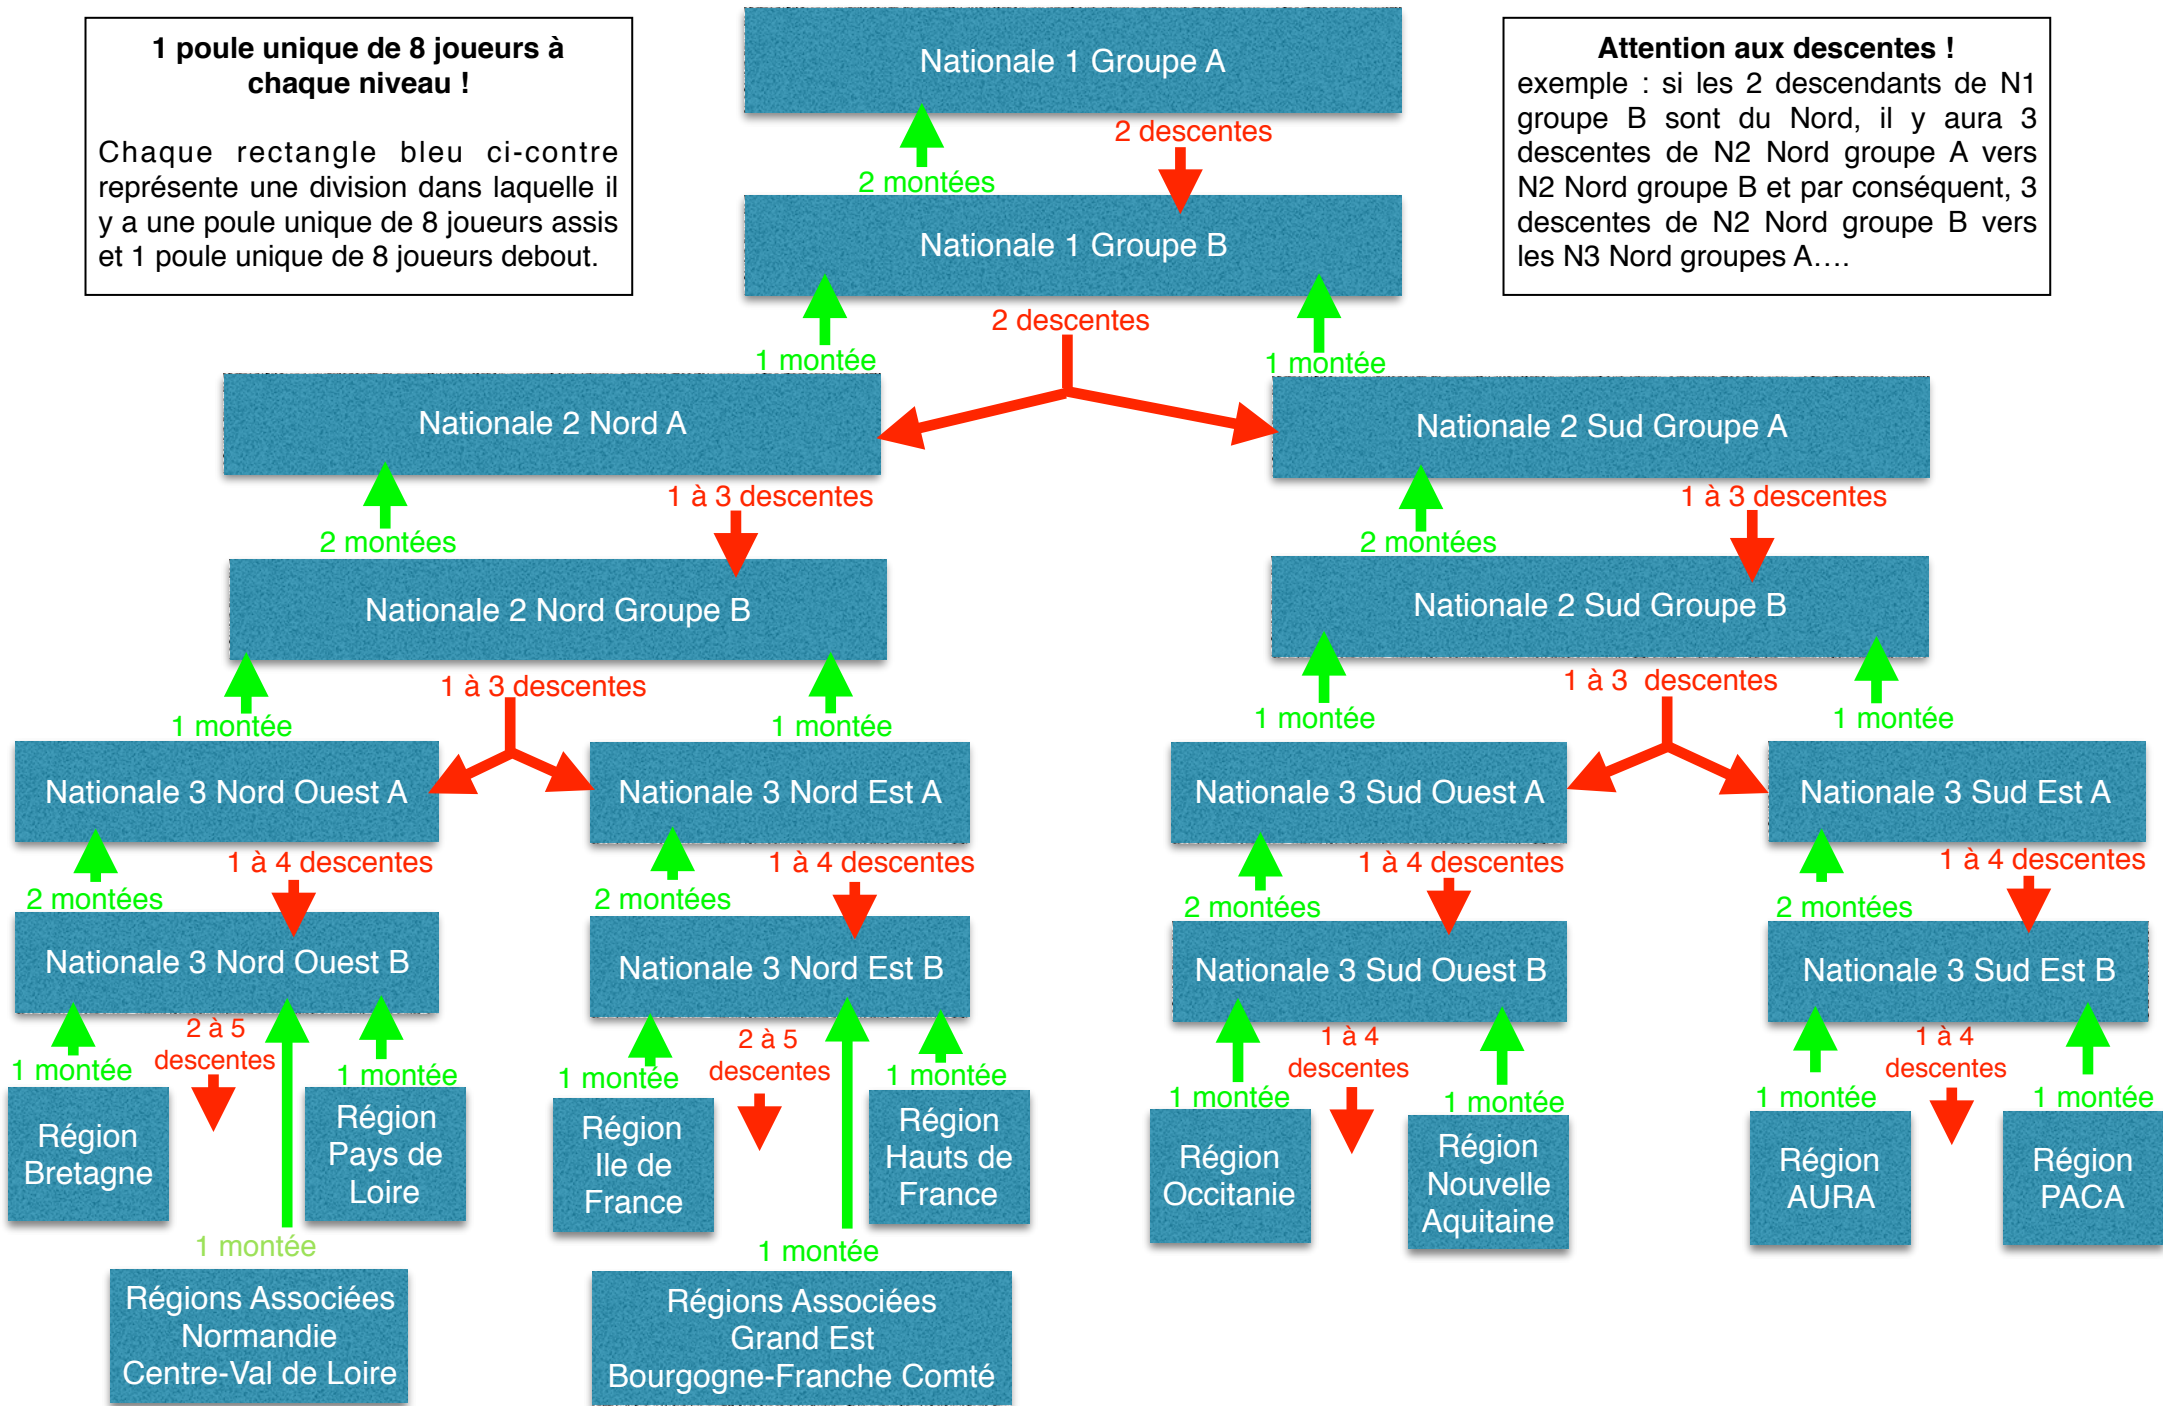 1 poule unique de 8 joueurs à
chaque niveau !
Chaque rectangle bleu ci-contre
représente une division dans laquelle il
y a une poule unique de 8 joueurs assis
et 1 poule unique de 8 joueurs debout.
Nationale 1 Groupe A
Attention aux descentes !
exemple : si les 2 descendants de N1
groupe B sont du Nord, il y aura 3
descentes de N2 Nord groupe A vers
N2 Nord groupe B et par conséquent, 3
descentes de N2 Nord groupe B vers
les N3 Nord groupes A….
2 descentes
2 montées
Nationale 1 Groupe B
2 descentes
1 montée
1 montée
Nationale 2 Nord A
Nationale 2 Sud Groupe A
1 à 3 descentes
1 à 3 descentes
2 montées
2 montées
Nationale 2 Nord Groupe B
Nationale 2 Sud Groupe B
1 à 3 descentes
1 à 3  descentes
1 montée
1 montée
1 montée
1 montée
Nationale 3 Nord Ouest A
Nationale 3 Nord Est A
Nationale 3 Sud Ouest A
Nationale 3 Sud Est A
1 à 4 descentes
1 à 4 descentes
1 à 4 descentes
1 à 4 descentes
2 montées
2 montées
2 montées
2 montées
Nationale 3 Nord Ouest B
Nationale 3 Nord Est B
Nationale 3 Sud Ouest B
Nationale 3 Sud Est B
2 à 5
descentes
2 à 5
descentes
1 à 4
descentes
1 à 4
descentes
1 montée
1 montée
1 montée
1 montée
1 montée
1 montée
1 montée
1 montée
Région
Bretagne
Région
Pays de
Loire
Région
Ile de
France
Région
Hauts de
France
Région
Occitanie
Région
Nouvelle
Aquitaine
Région
AURA
Région
PACA
1 montée
1 montée
Régions Associées
Normandie
Centre-Val de Loire
Régions Associées
Grand Est
Bourgogne-Franche Comté